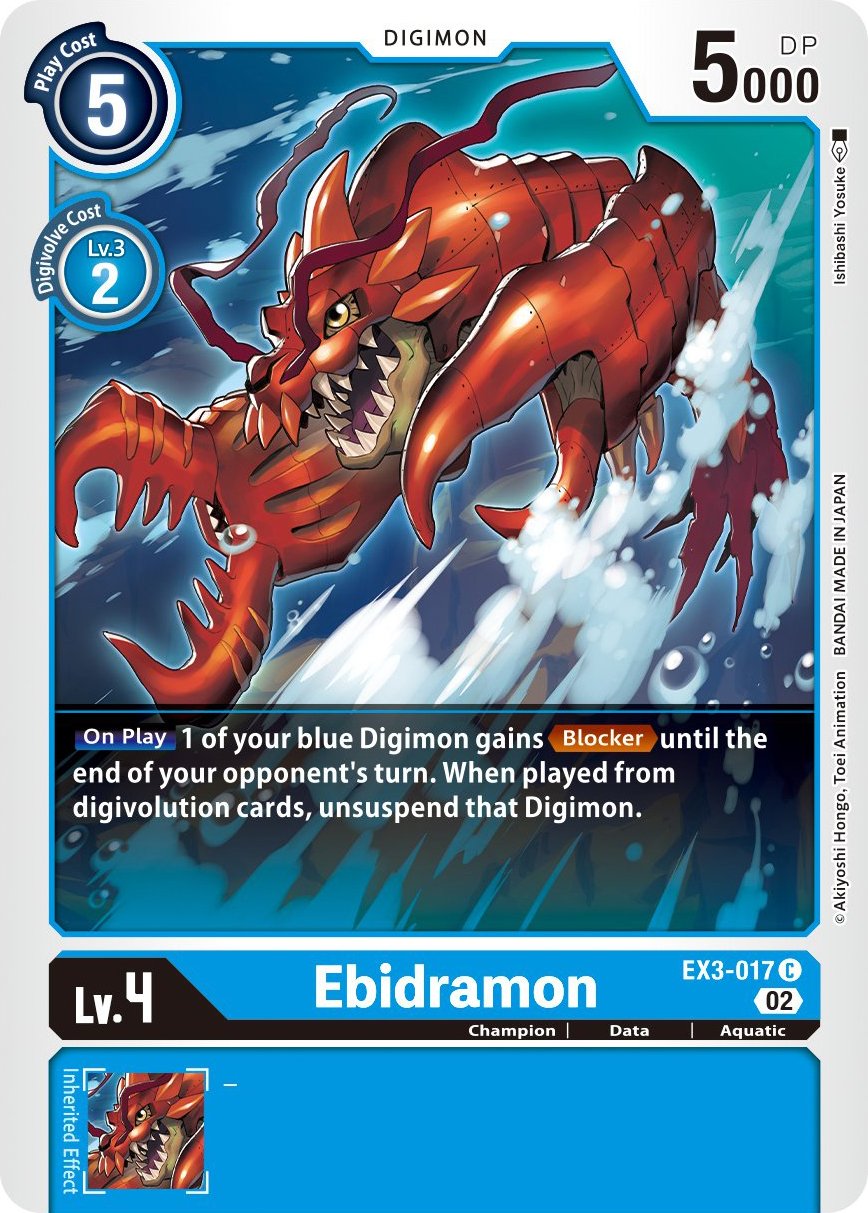 DIGIMON
Play Cost
5
DP
5000
Digivolve Cost
Lv.3
2
Ishibashi Yosuke
On Play 1 of your blue Digimon gains Blocker until the
end of your opponent's turn. When played from
digivolution cards, unsuspend that Digimon.
©Akiyoshi Hongo, Toei Animation BANDAI MADE IN JAPAN
Lv.4
Ebidramon
EX3-017 C
02
Champion | Data | Aquatic
Inherited Effect
–